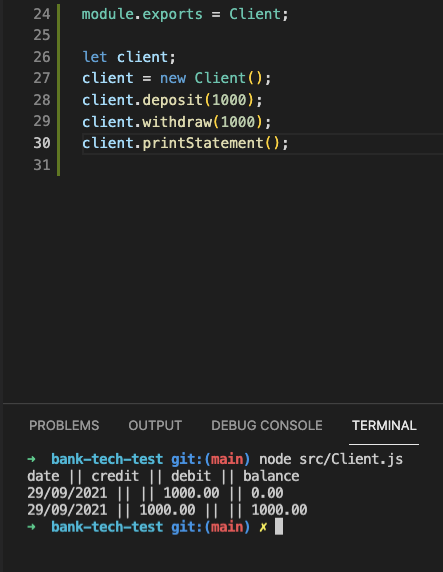 24 module.exports = Client;
25
26 let client;
27 client = new Client();
28 client.deposit(1000);
29 client.withdraw(1000);
30 client.printStatement();
31
PROBLEMS OUTPUT DEBUG CONSOLE TERMINAL
➜ bank-tech-test git:(main) node src/Client.js
date || credit || debit || balance
29/09/2021 || || 1000.00 || 0.00
29/09/2021 || 1000.00 || || 1000.00
➜ bank-tech-test git:(main) ✗